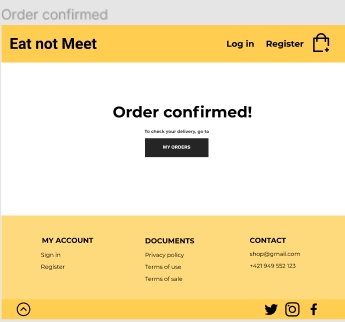 Order confirmed
Eat not Meet
Log in
Register
Order confirmed!
To check your delivery, go to
MY ORDERS
MY ACCOUNT
Sign in
Register
DOCUMENTS
Privacy policy
Terms of use
Terms of sale
CONTACT
shop@gmail.com
+421 949 552 123